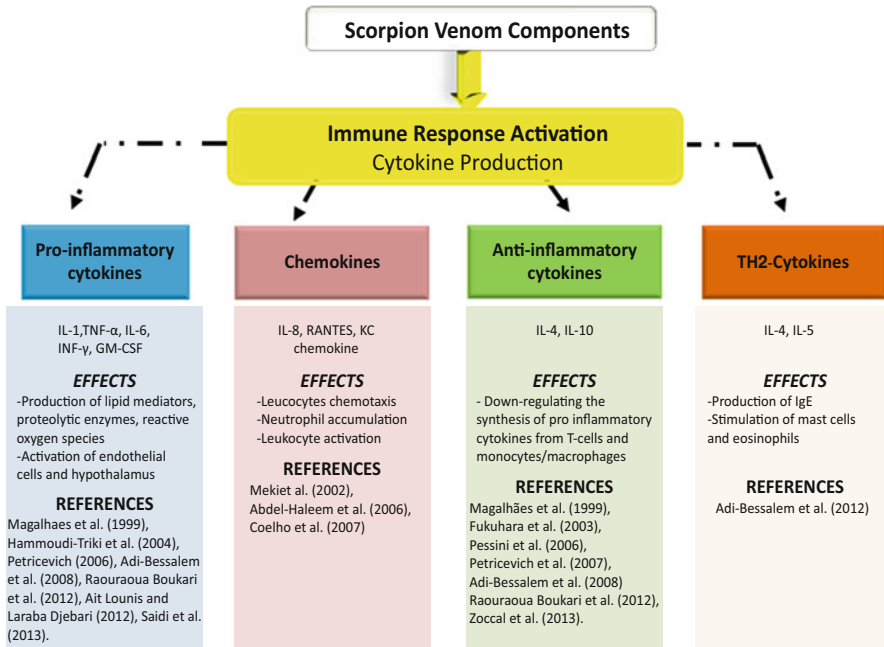 Scorpion Venom Components
Immune Response Activation
Cytokine Production
Pro-inflammatory
cytokines
IL-1,TNF-α, IL-6,
INF-γ, GM-CSF
EFFECTS
-Production of lipid mediators,
proteolytic enzymes, reactive
oxygen species
-Activation of endothelial
cells and hypothalamus
REFERENCES
Magalhaes et al. (1999),
Hammoudi-Triki et al. (2004),
Petricevich (2006), Adi-Bessalem
et al. (2008), Raouraoua Boukari
et al. (2012), Ait Lounis and
Laraba Djebari (2012), Saidi et al.
(2013).
Chemokines
IL-8, RANTES, KC
chemokine
EFFECTS
-Leucocytes chemotaxis
-Neutrophil accumulation
-Leukocyte activation
REFERENCES
Mekiet al. (2002),
Abdel-Haleem et al. (2006),
Coelho et al. (2007)
Anti-inflammatory
cytokines
IL-4, IL-10
EFFECTS
- Down-regulating the
synthesis of pro inflammatory
cytokines from T-cells and
monocytes/macrophages
REFERENCES
Magalhães et al. (1999),
Fukuhara et al. (2003),
Pessini et al. (2006),
Petricevich et al. (2007),
Adi-Bessalem et al. (2008)
Raouraoua Boukari et al. (2012),
Zoccal et al. (2013).
TH2-Cytokines
IL-4, IL-5
EFFECTS
-Production of IgE
-Stimulation of mast cells
and eosinophils
REFERENCES
Adi-Bessalem et al. (2012)